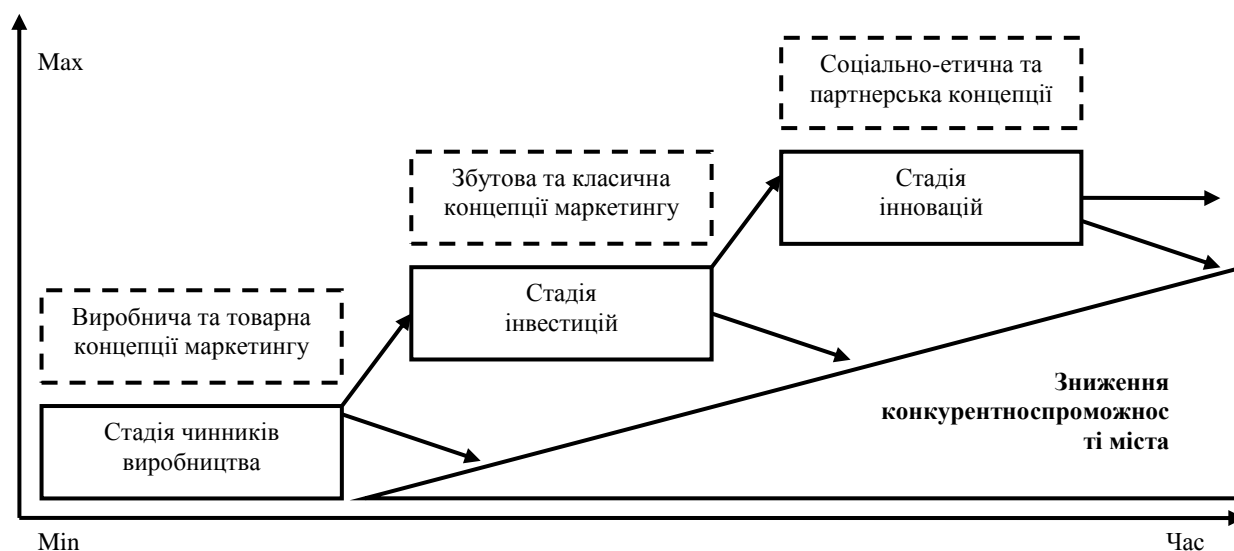 Max
Соціально-етична та
партнерська концепції
Збутова та класична
концепції маркетингу
Стадія
інновацій
Виробнича та товарна
концепції маркетингу
Стадія
інвестицій
Зниження
конкурентноспроможнос
ті міста
Стадія чинників
виробництва
Min
Час